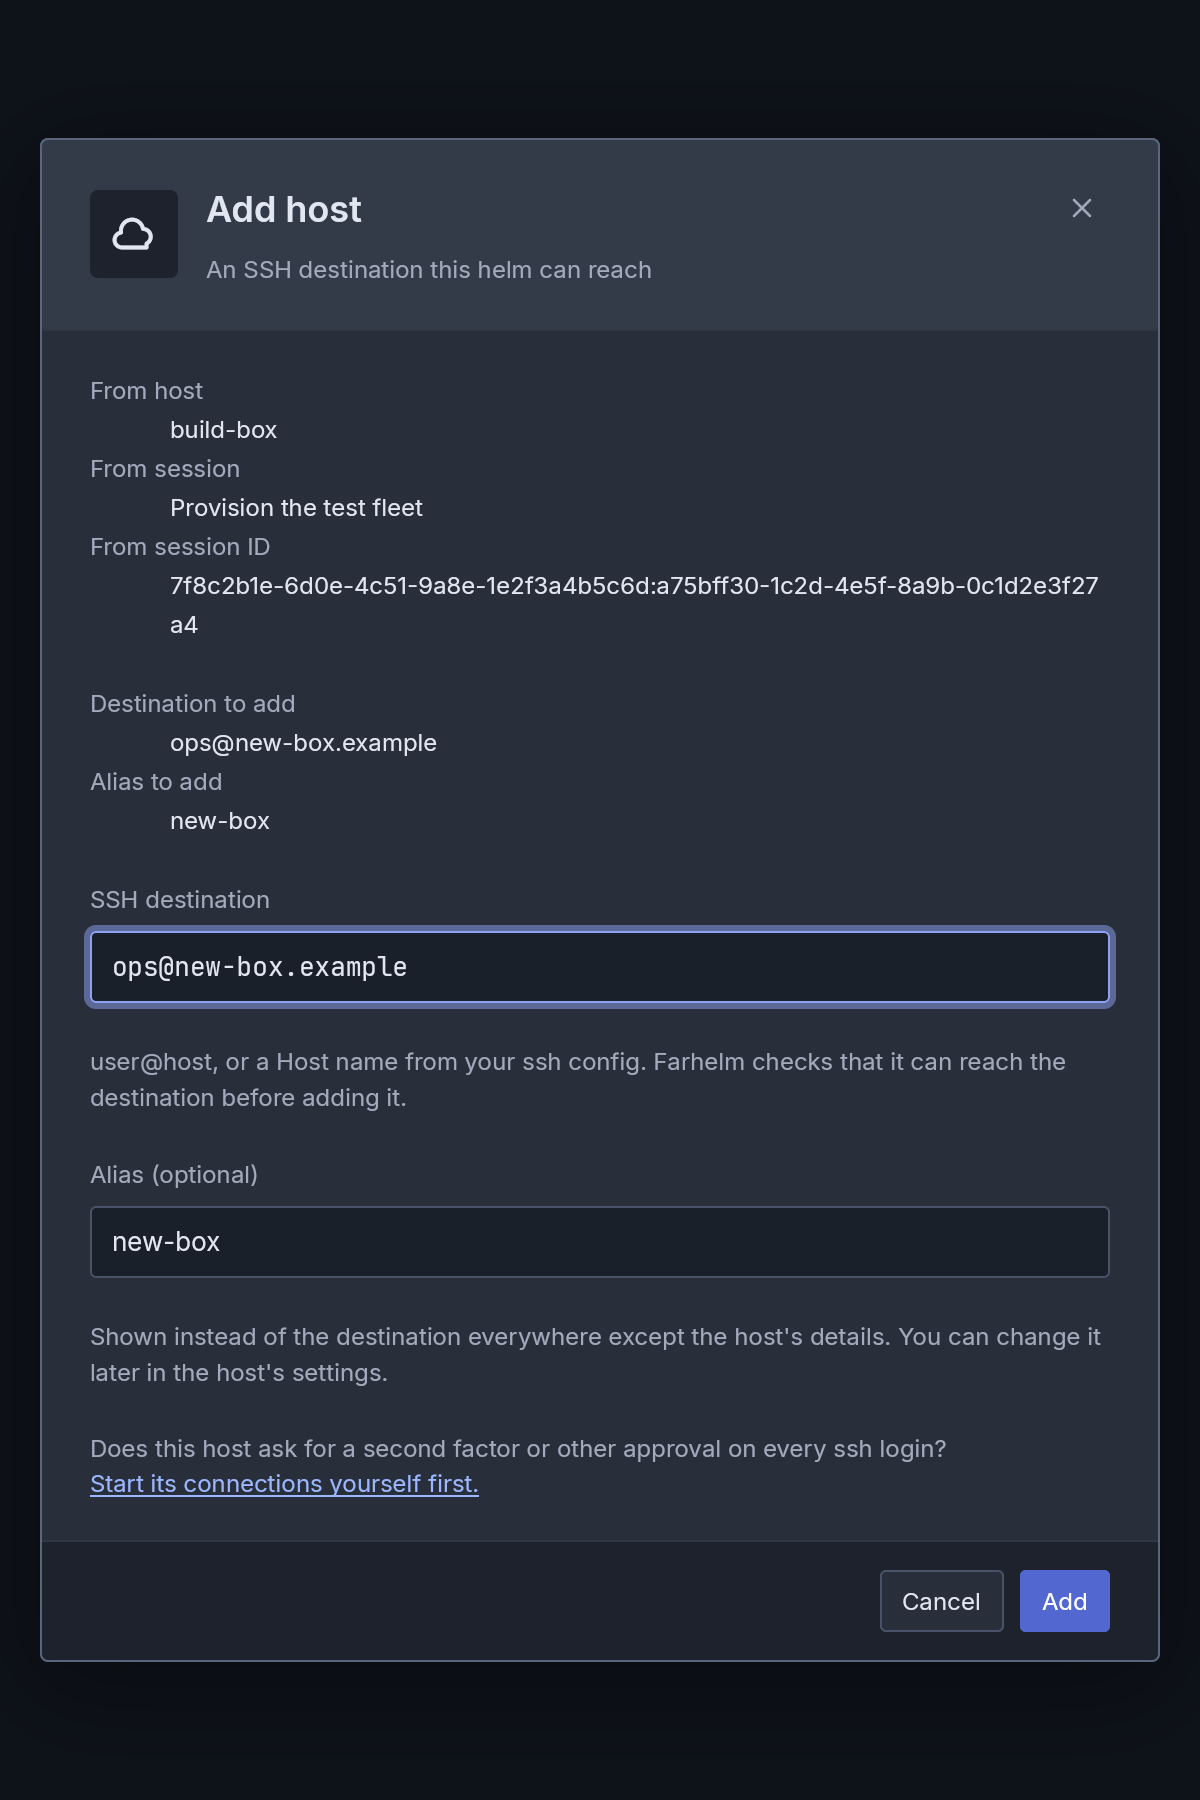 Add host
An SSH destination this helm can reach
From host
build-box
From session
Provision the test fleet
From session ID
7f8c2b1e-6d0e-4c51-9a8e-1e2f3a4b5c6d:a75bff30-1c2d-4e5f-8a9b-0c1d2e3f27
a4
Destination to add
ops@new-box.example
Alias to add
new-box
SSH destination
ops@new-box.example
user@host, or a Host name from your ssh config. Farhelm checks that it can reach the
destination before adding it.
Alias (optional)
new-box
Shown instead of the destination everywhere except the host's details. You can change it
later in the host's settings.
Does this host ask for a second factor or other approval on every ssh login?
Start its connections yourself first.
Cancel
Add